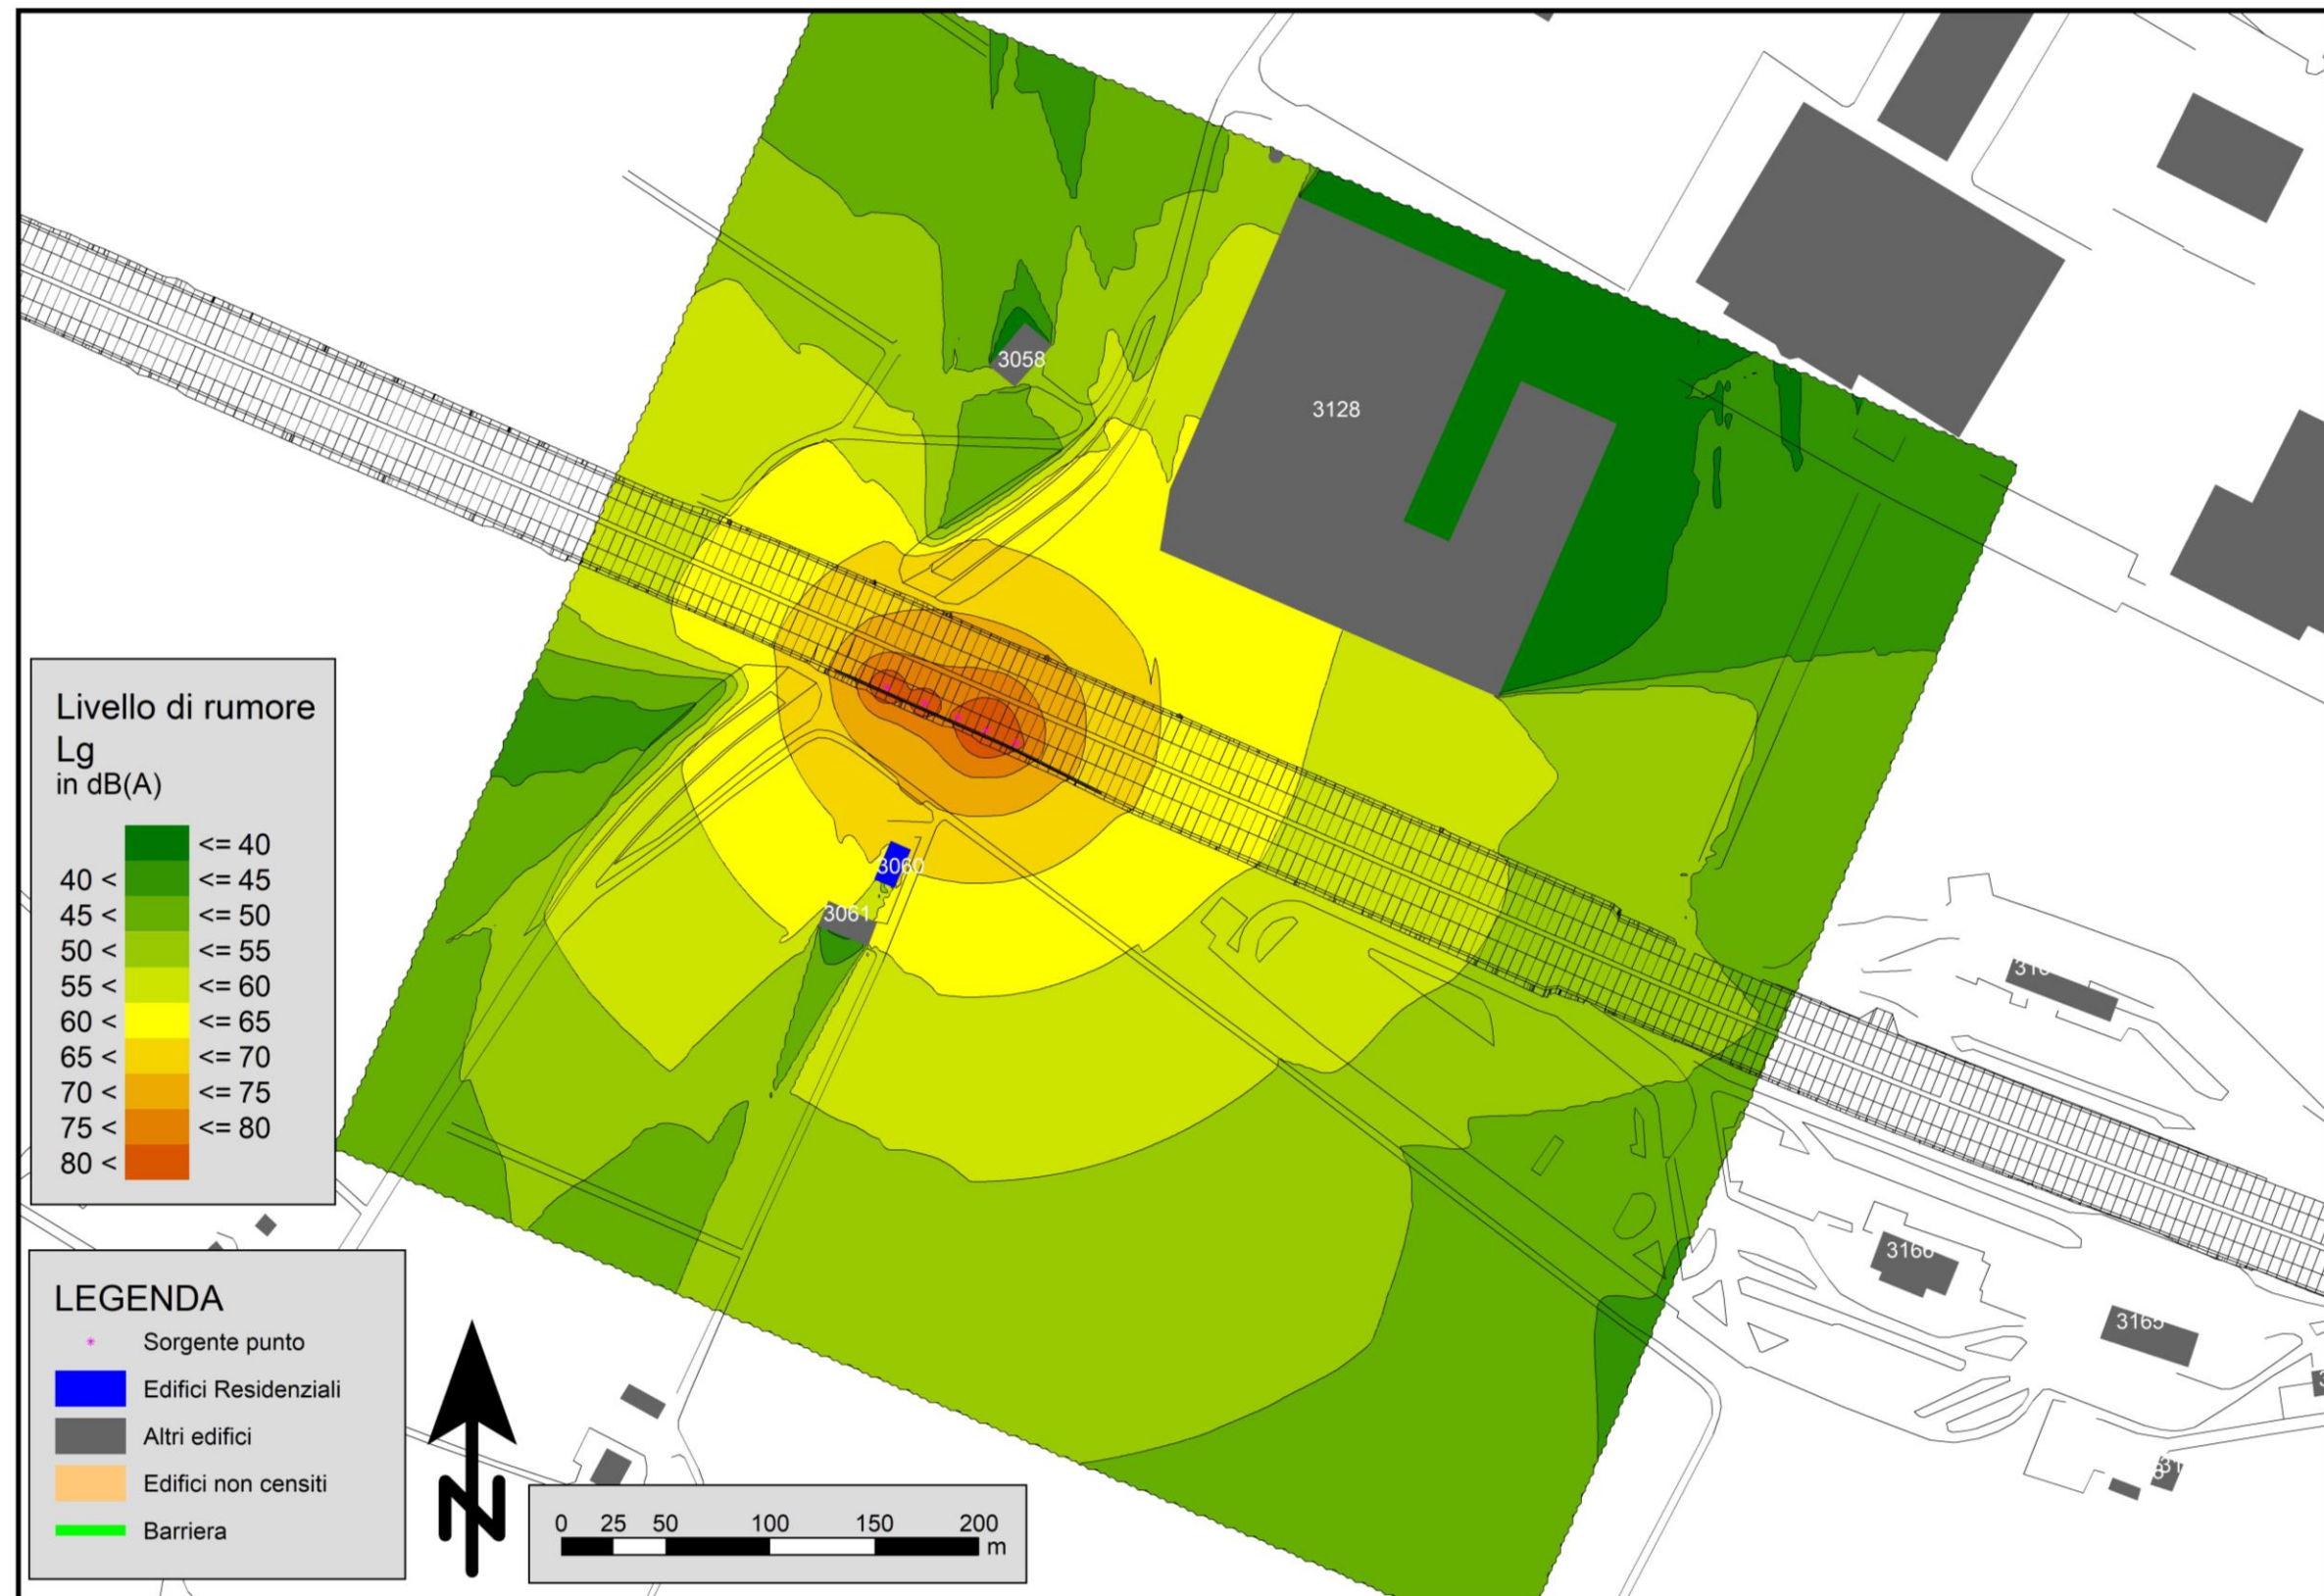 3058
3128
3060
3061
Livello di rumore
Lg
in dB(A)
<= 40
40 < <= 45
45 < <= 50
50 < <= 55
55 < <= 60
60 < <= 65
65 < <= 70
70 < <= 75
75 < <= 80
80 <
3166
3165
LEGENDA
Sorgente punto
Edifici Residenziali
Altri edifici
Edifici non censiti
Barriera
N
0 25 50 100 150 200
m